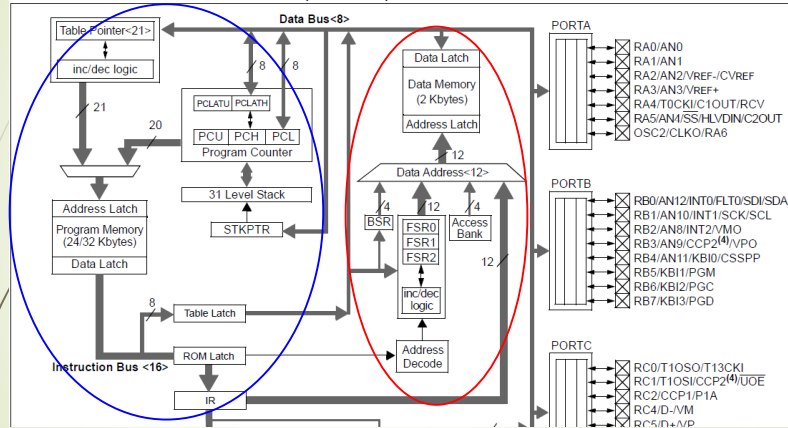 Data Bus<8>
Table Pointer<21>
inc/dec logic
21
8
8
PCLATU PCLATH
PCU PCH PCL
Program Counter
20
31 Level Stack
STKPTR
Address Latch
Program Memory
(24/32 Kbytes)
Data Latch
8
Table Latch
ROM Latch
Instruction Bus <16>
IR
Data Latch
Data Memory
(2 Kbytes)
Address Latch
12
Data Address<12>
4
12
4
BSR
FSR0
FSR1
FSR2
Access
Bank
inc/dec
logic
12
Address
Decode
PORTA
RA0/AN0
RA1/AN1
RA2/AN2/VREF-/CVREF
RA3/AN3/VREF+
RA4/T0CKI/C1OUT/RCV
RA5/AN4/SS/HLVDIN/C2OUT
OSC2/CLKO/RA6
PORTB
RB0/AN12/INT0/FLT0/SDI/SDA
RB1/AN10/INT1/SCK/SCL
RB2/AN8/INT2/VMO
RB3/AN9/CCP2(4)/VPO
RB4/AN11/KBI0/CSSPP
RB5/KBI1/PGM
RB6/KBI2/PGC
RB7/KBI3/PGD
PORTC
RC0/T1OSO/T13CKI
RC1/T1OSI/CCP2(4)/UOE
RC2/CCP1/P1A
RC4/D-/VM
RC5/D+/VP